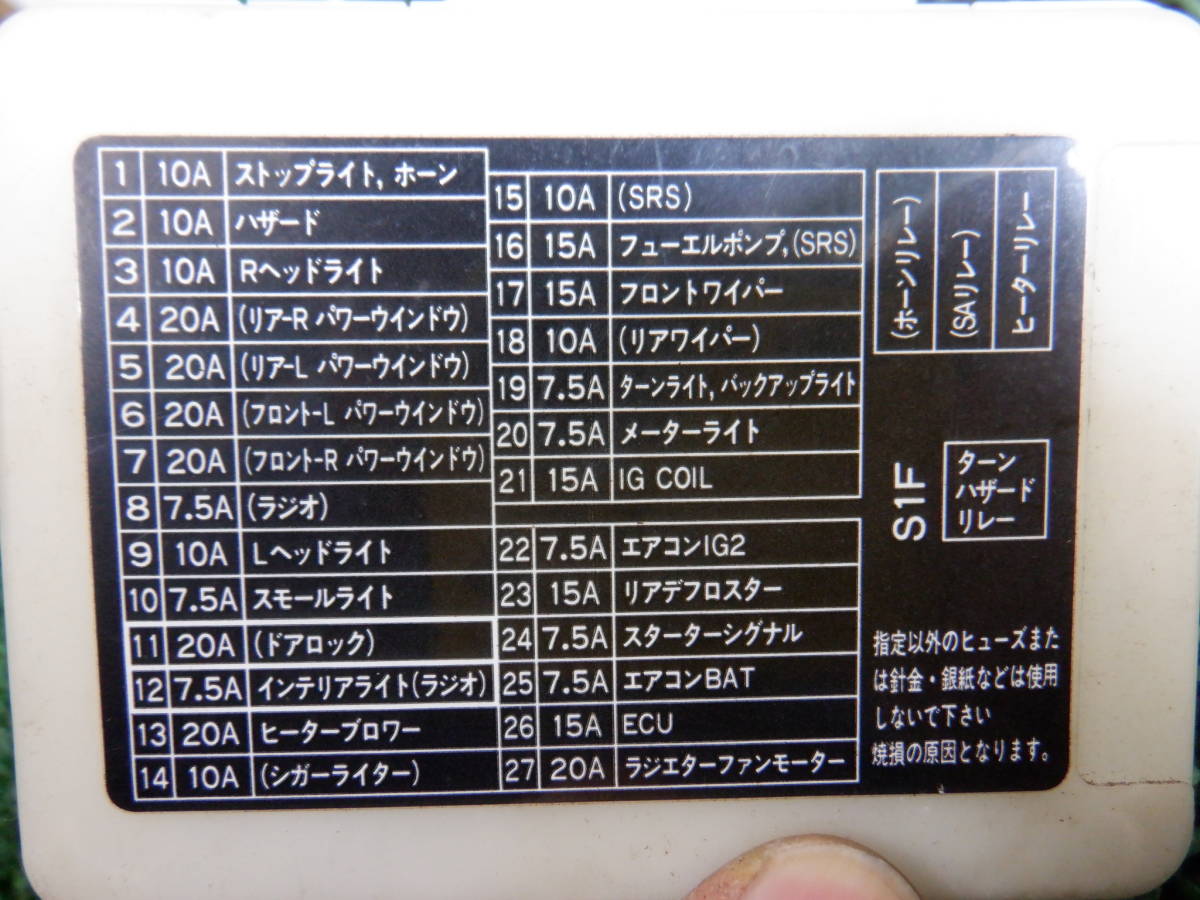 1 10A ストップライト, ホーン
2 10A ハザード
3 10A Rヘッドライト
4 20A (リアーR パワーウインドウ)
5 20A (リアーL パワーウインドウ)
6 20A (フロントーL パワーウインドウ)
7 20A (フロントーR パワーウインドウ)
8 7.5A (ラジオ)
9 10A Lヘッドライト
10 7.5A スモールライト
11 20A (ドアロック)
12 7.5A インテリアライト(ラジオ)
13 20A ヒーターブロワー
14 10A (シガーライター)
15 10A (SRS)
16 15A フューエルポンプ,(SRS)
17 15A フロントワイパー
18 10A (リアワイパー)
19 7.5A ターンライト,バックアップライト
20 7.5A メーターライト
21 15A IG COIL
22 7.5A エアコンIG2
23 15A リアデフロスター
24 7.5A スターターシグナル
25 7.5A エアコンBAT
26 15A ECU
27 20A ラジエターファンモーター
(ホーンリレー)
(SAリレー)
ヒーターリレー
S1F
ターン
ハザード
リレー
指定以外のヒューズまた
は針金・銀紙などは使用
しないで下さい
焼損の原因となります。